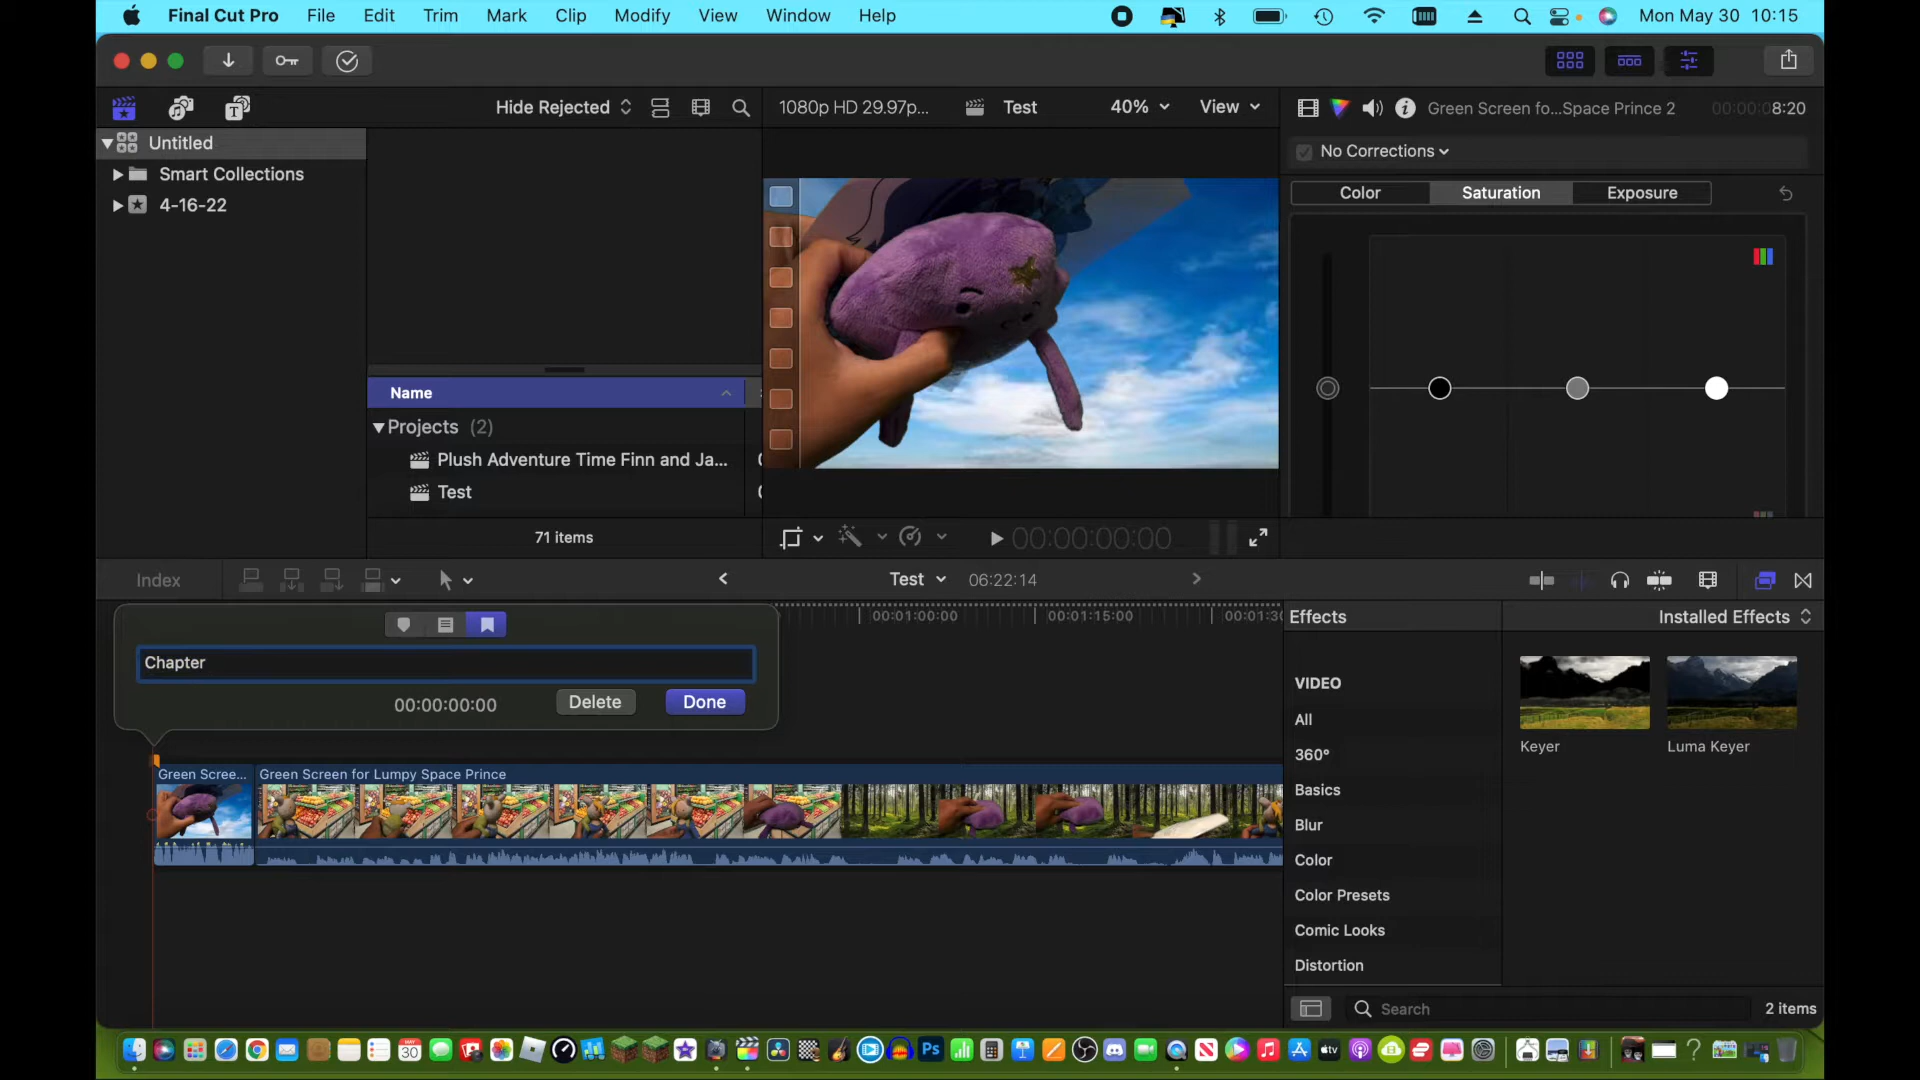 Final Cut Pro File Edit Trim Mark Clip Modify View Window Help Mon May 30 10:15
Hide Rejected 1080p HD 29.97p... Test 40% View Green Screen fo...Space Prince 2 00:00:08:20
Untitled
Smart Collections
4-16-22
No Corrections
Color Saturation Exposure
Name
Projects (2)
Plush Adventure Time Finn and Ja...
Test
71 items
00:00:00:00
Index Test 06:22:14
00:01:00:00 00:01:15:00 00:01:30
Chapter
00:00:00:00 Delete Done
Green Scree... Green Screen for Lumpy Space Prince
Effects Installed Effects
VIDEO
All
360°
Basics
Blur
Color
Color Presets
Comic Looks
Distortion
Keyer Luma Keyer
Search 2 items
MAY
30
Ps
tv